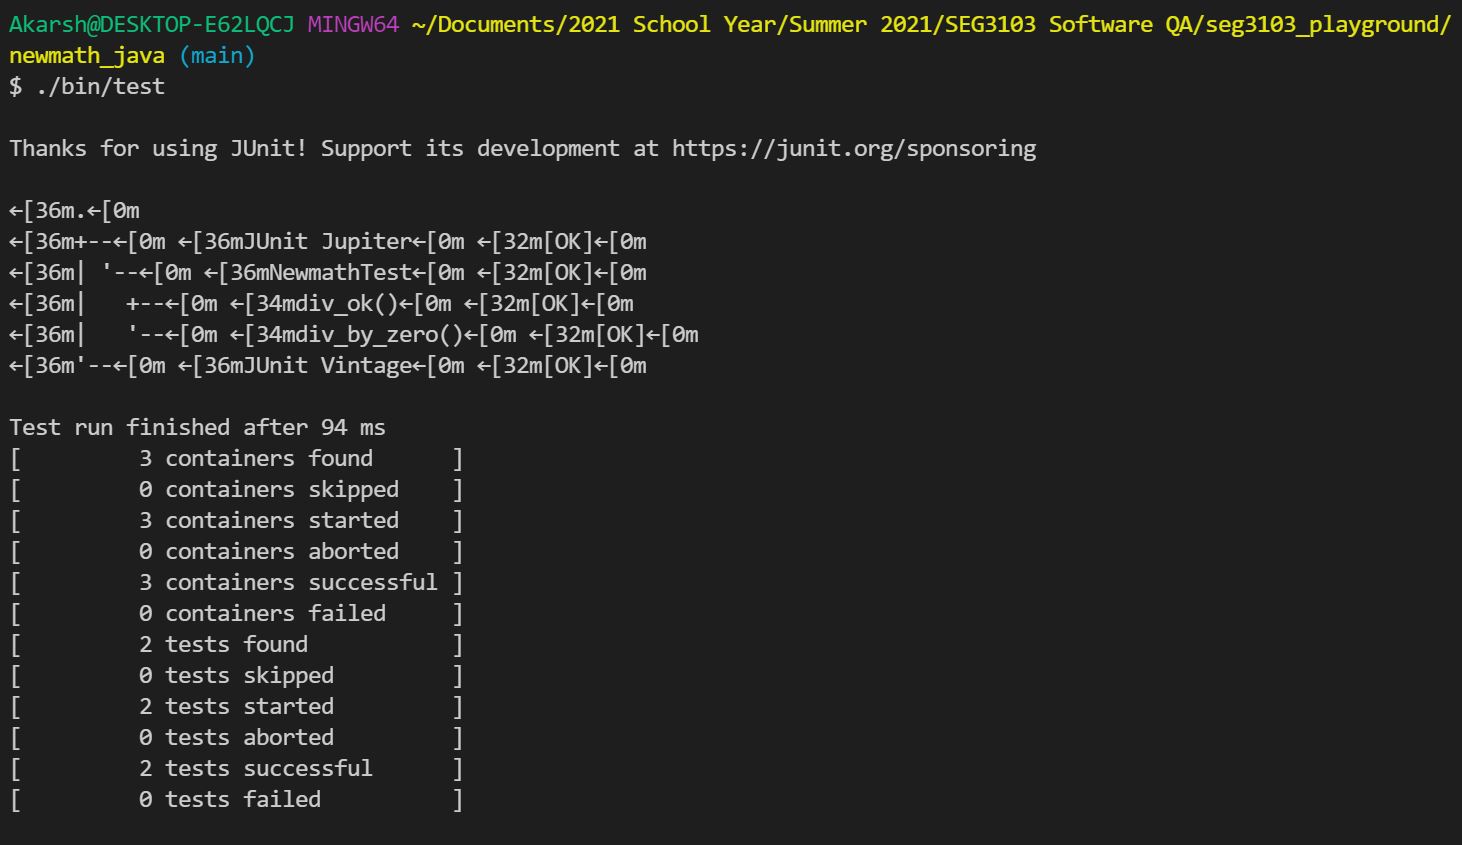 Akarsh@DESKTOP-E62LQCJ MINGW64 ~/Documents/2021 School Year/Summer 2021/SEG3103 Software QA/seg3103_playground/
newmath_java (main)
$ ./bin/test
Thanks for using JUnit! Support its development at https://junit.org/sponsoring
←[36m.←[0m
←[36m+--←[0m ←[36mJUnit Jupiter←[0m ←[32m[OK]←[0m
←[36m| '--←[0m ←[36mNewmathTest←[0m ←[32m[OK]←[0m
←[36m|   +--←[0m ←[34mdiv_ok()←[0m ←[32m[OK]←[0m
←[36m|   '--←[0m ←[34mdiv_by_zero()←[0m ←[32m[OK]←[0m
←[36m'--←[0m ←[36mJUnit Vintage←[0m ←[32m[OK]←[0m
Test run finished after 94 ms
[         3 containers found      ]
[         0 containers skipped    ]
[         3 containers started    ]
[         0 containers aborted    ]
[         3 containers successful ]
[         0 containers failed     ]
[         2 tests found           ]
[         0 tests skipped         ]
[         2 tests started         ]
[         0 tests aborted         ]
[         2 tests successful      ]
[         0 tests failed          ]